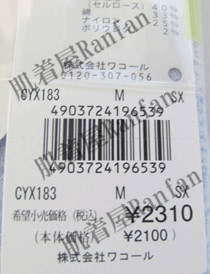 (セルロース) 40%
綿
ナイロン
ポリウ
株式会社ワコール
0120-307-056
CYX183 M SX
4903724196539
4903724196539
CYX183 M SX
希望小売価格(税込) ¥2310
(本体価格 ¥2100)
株式会社ワコール
肌着屋Ranfan
肌着屋Ranfan